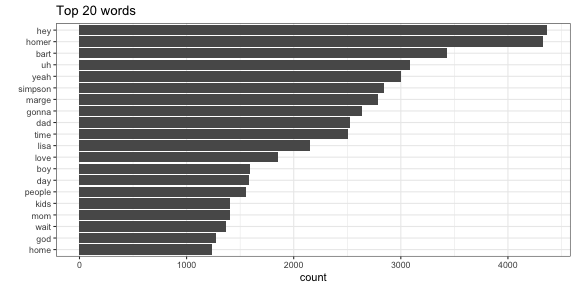 Top 20 words
hey
homer
bart
uh
yeah
simpson
marge
gonna
dad
time
lisa
love
boy
day
people
kids
mom
wait
god
home
0 1000 2000 3000 4000
count